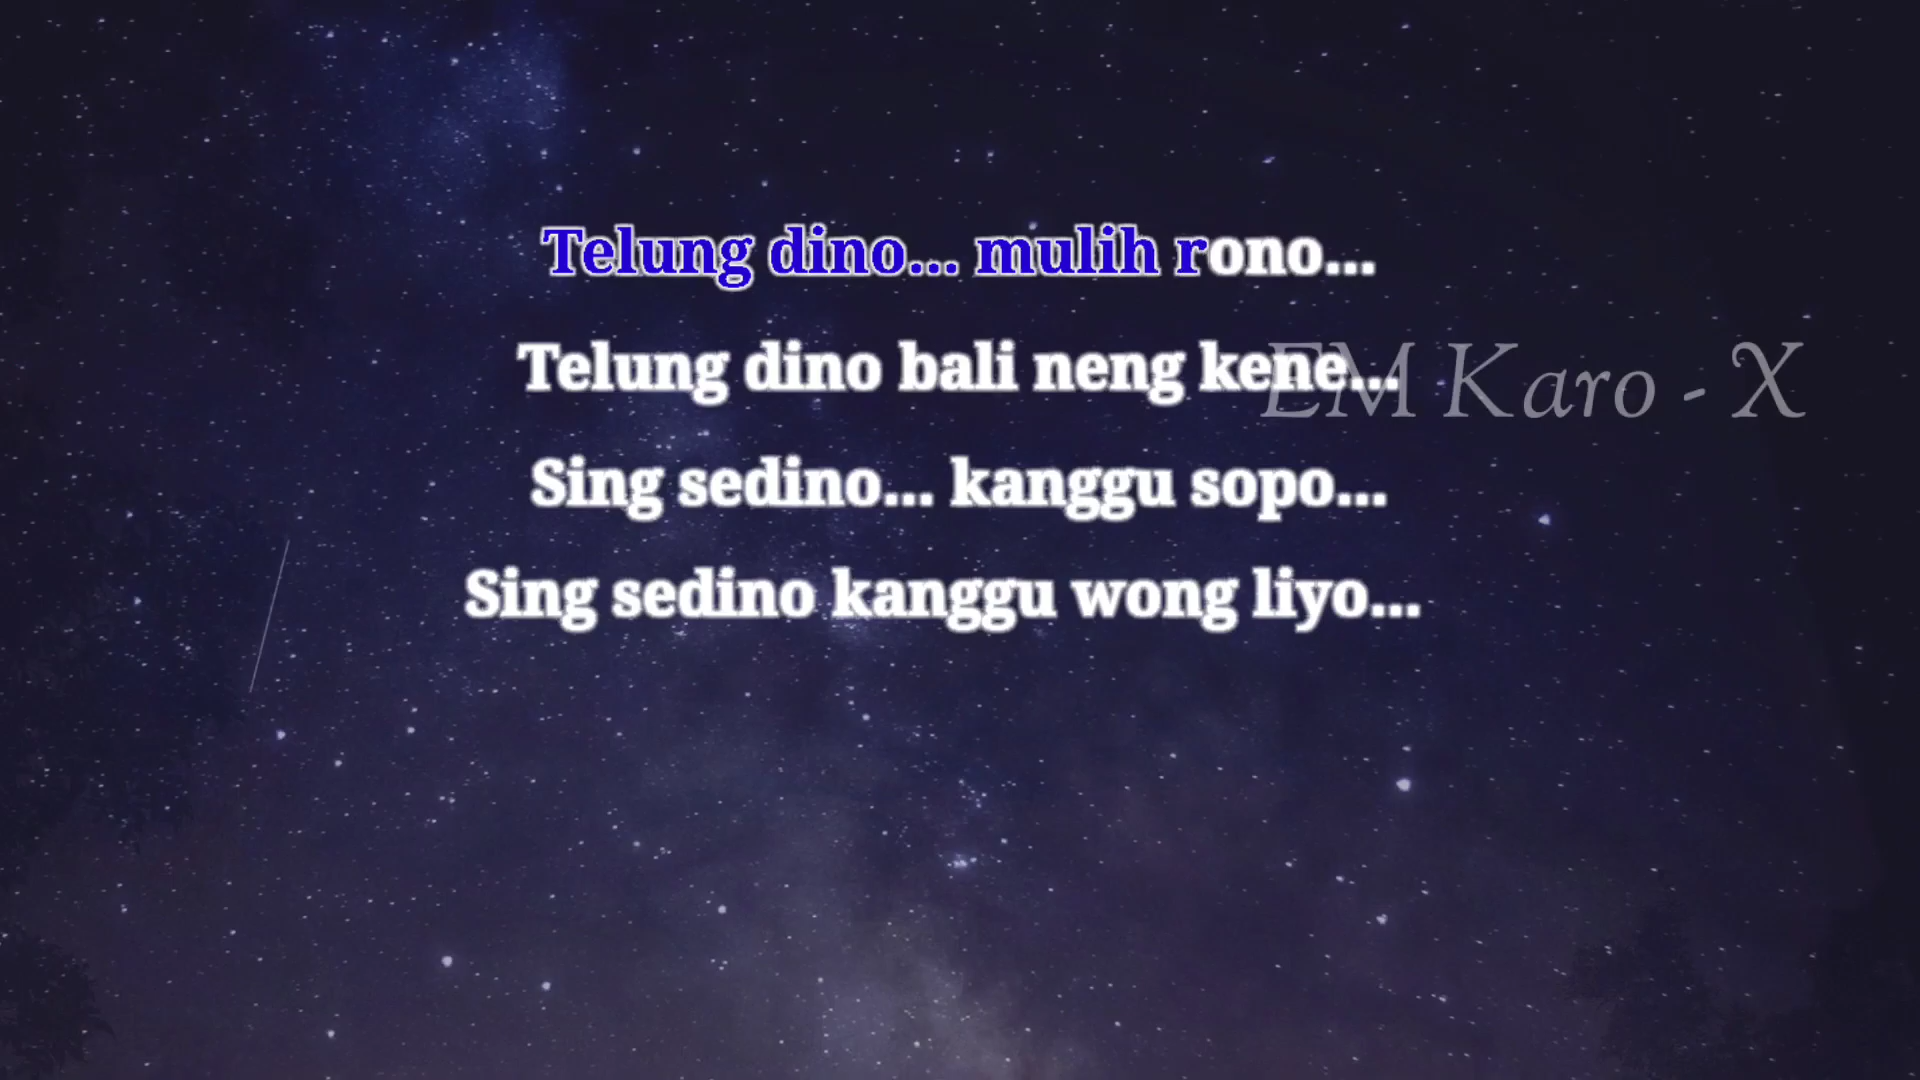 Telung dino... mulih rono...
Telung dino bali neng kene...
EM Karo - X
Sing sedino... kanggu sopo...
Sing sedino kanggu wong liyo...